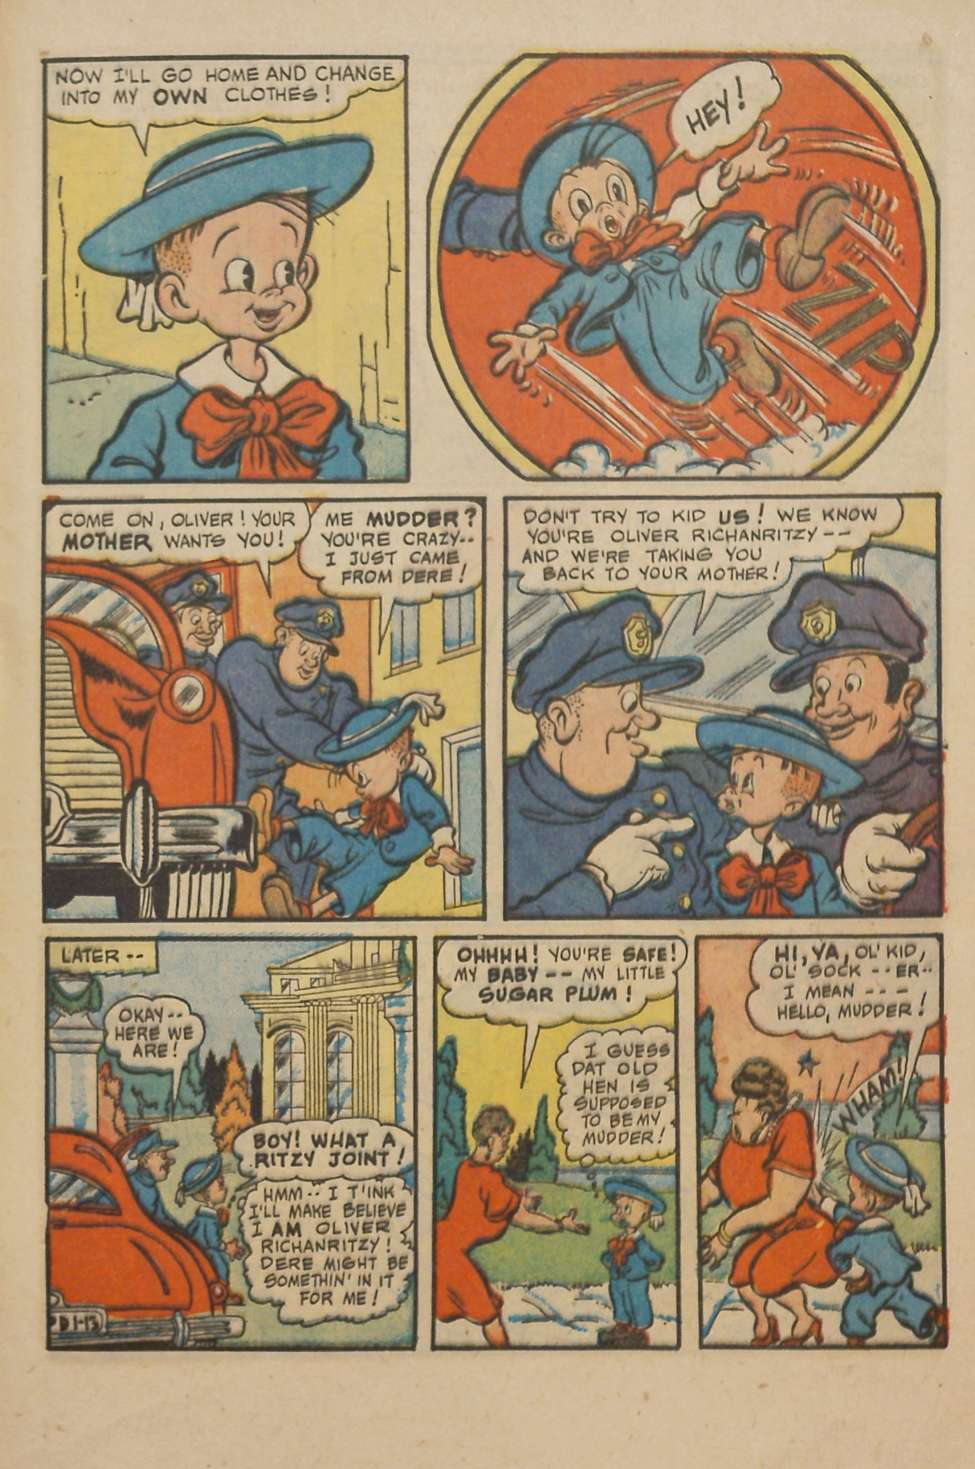 NOW I'LL GO HOME AND CHANGE
INTO MY OWN CLOTHES!
HEY!
ZIP
COME ON, OLIVER! YOUR
MOTHER WANTS YOU!
ME MUDDER?
YOU'RE CRAZY--
I JUST CAME
FROM DERE!
DON'T TRY TO KID US! WE KNOW
YOU'RE OLIVER RICHANRITZY --
AND WE'RE TAKING YOU
BACK TO YOUR MOTHER!
LATER --
OKAY--
HERE WE
ARE!
BOY! WHAT A
RITZY JOINT!
HMM-- I T'INK
I'LL MAKE BELIEVE
I AM OLIVER
RICHANRITZY!
DERE MIGHT BE
SOMETHIN' IN IT
FOR ME!
PD 1-13
OHHHH! YOU'RE SAFE!
MY BABY -- MY LITTLE
SUGAR PLUM!
I GUESS
DAT OLD
HEN IS
SUPPOSED
TO BE MY
MUDDER!
HI, YA, OL' KID,
OL' SOCK --ER--
I MEAN ---
HELLO, MUDDER!
WHAM!